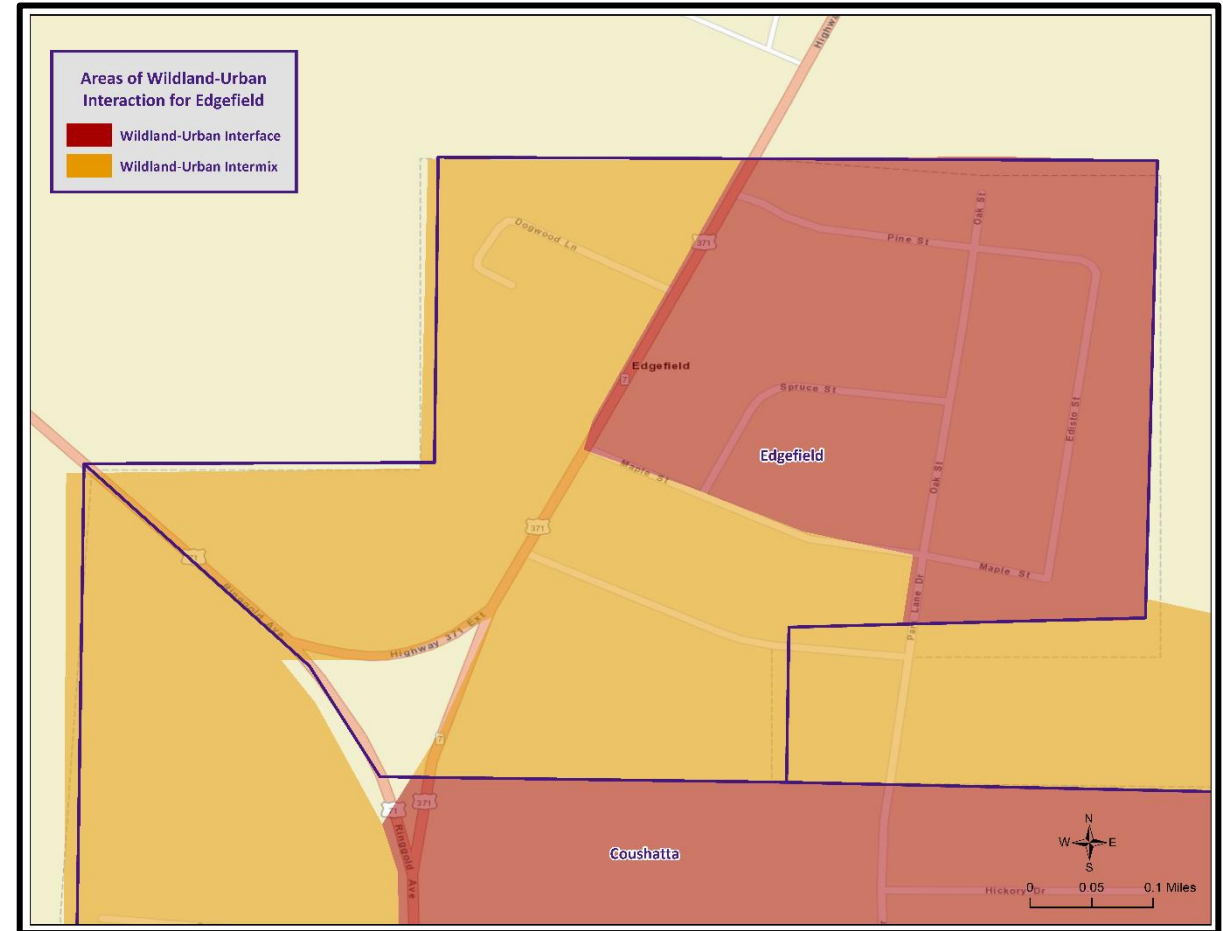 Areas of Wildland-Urban
Interaction for Edgefield
Wildland-Urban Interface
Wildland-Urban Intermix
Highwa
Oak St
Dogwood Ln
371
Pine St
Edgefield
7
Spruce St
Edisto St
Edgefield
Maple St
Oak St
371
Maple St
Ringgold Ave
Highway 371 Ext
Park Lane Dr
7
71
371
Ringgold Ave
Coushatta
N
W E
S
Hickory Dr
0 0.05 0.1 Miles